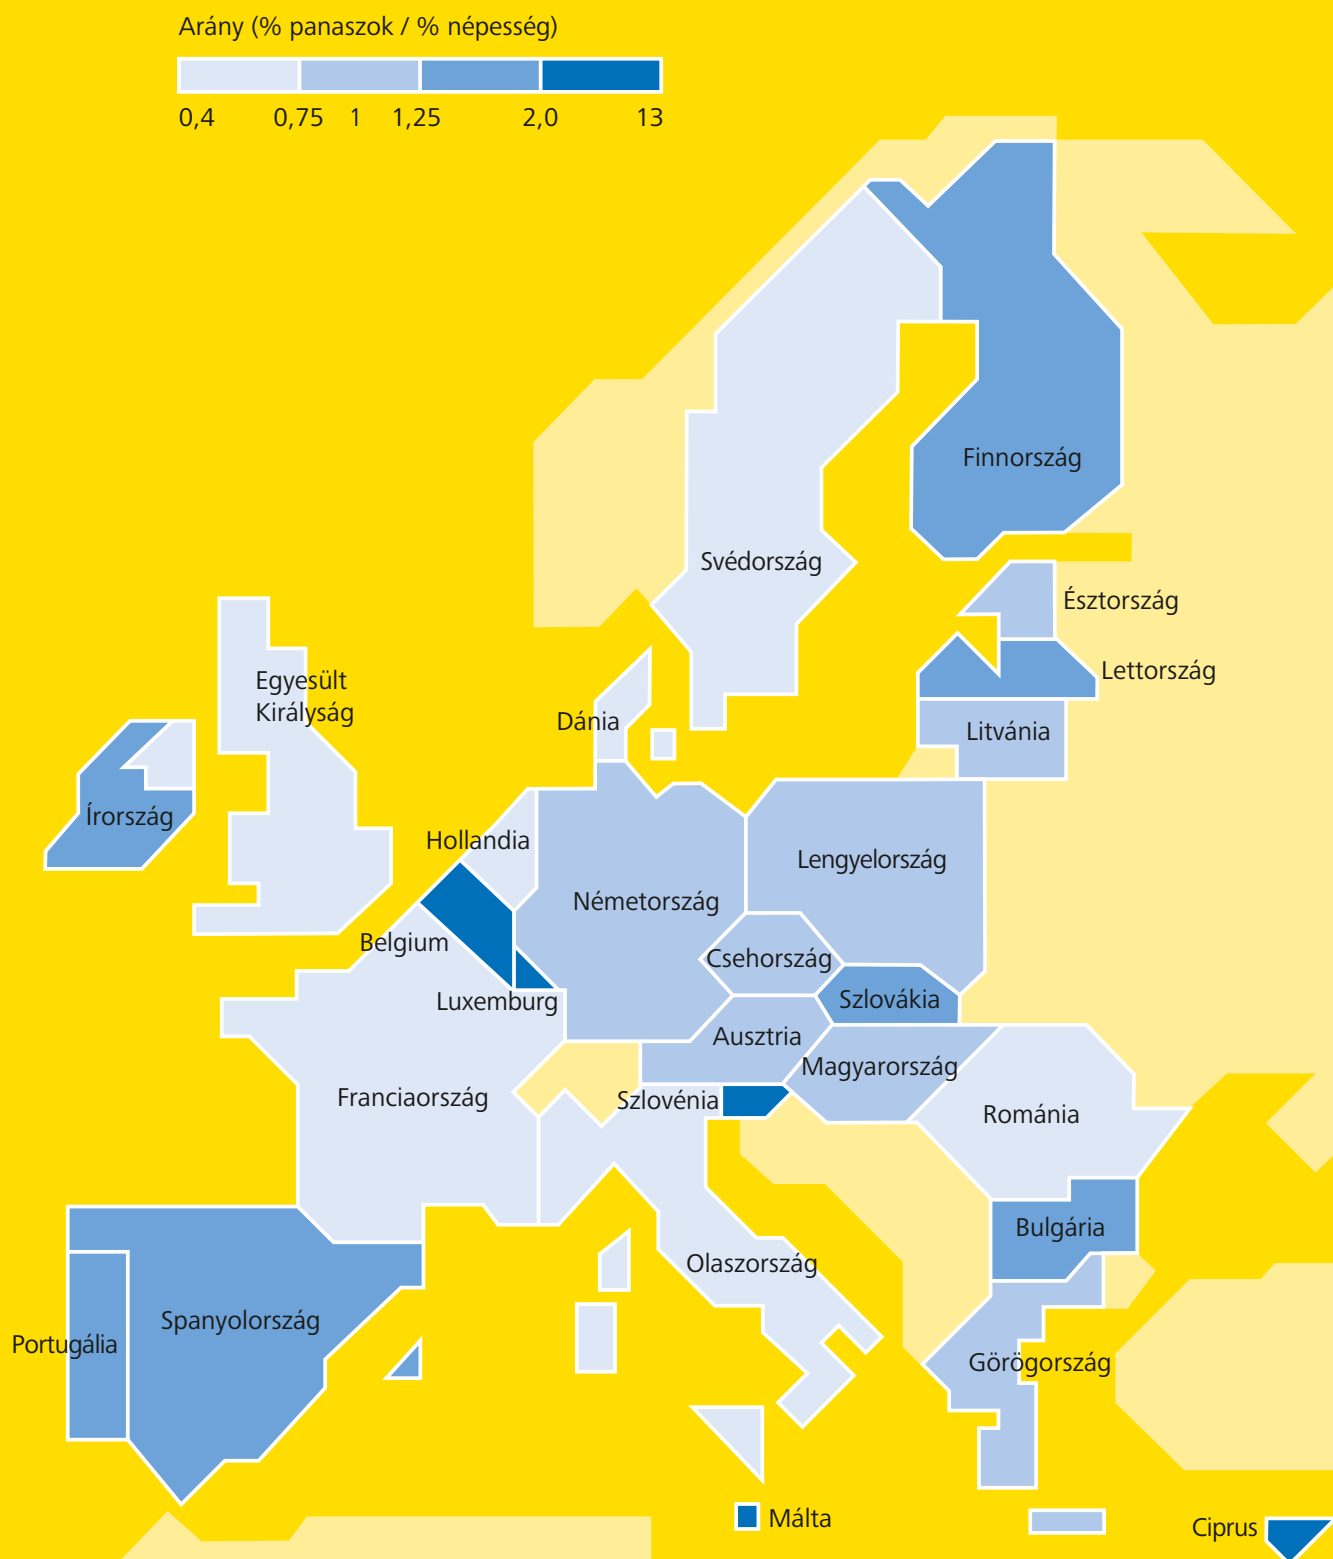 Arány (% panaszok / % népesség)
0,4 0,75 1 1,25 2,0 13
Finnország
Svédország
Észtország
Lettország
Egyesült
Királyság
Dánia
Litvánia
Írország
Hollandia
Lengyelország
Németország
Belgium
Csehország
Luxemburg
Szlovákia
Ausztria
Magyarország
Franciaország
Szlovénia
Románia
Bulgária
Olaszország
Spanyolország
Portugália
Görögország
Málta
Ciprus